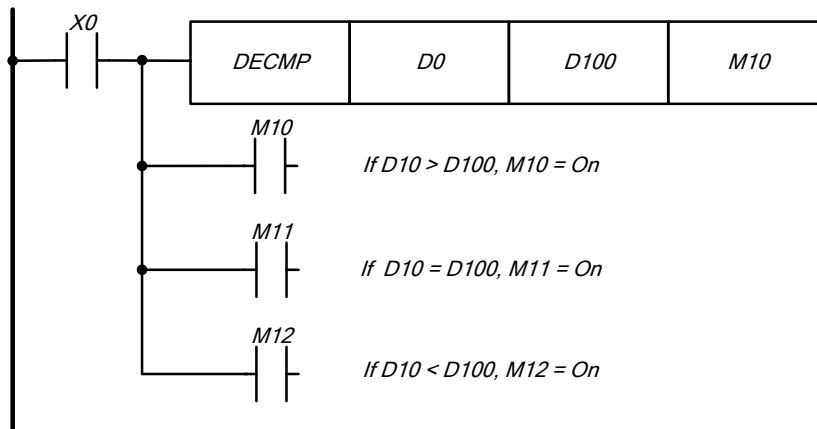 X0
DECMP D0 D100 M10
M10
If D10 > D100, M10 = On
M11
If D10 = D100, M11 = On
M12
If D10 < D100, M12 = On